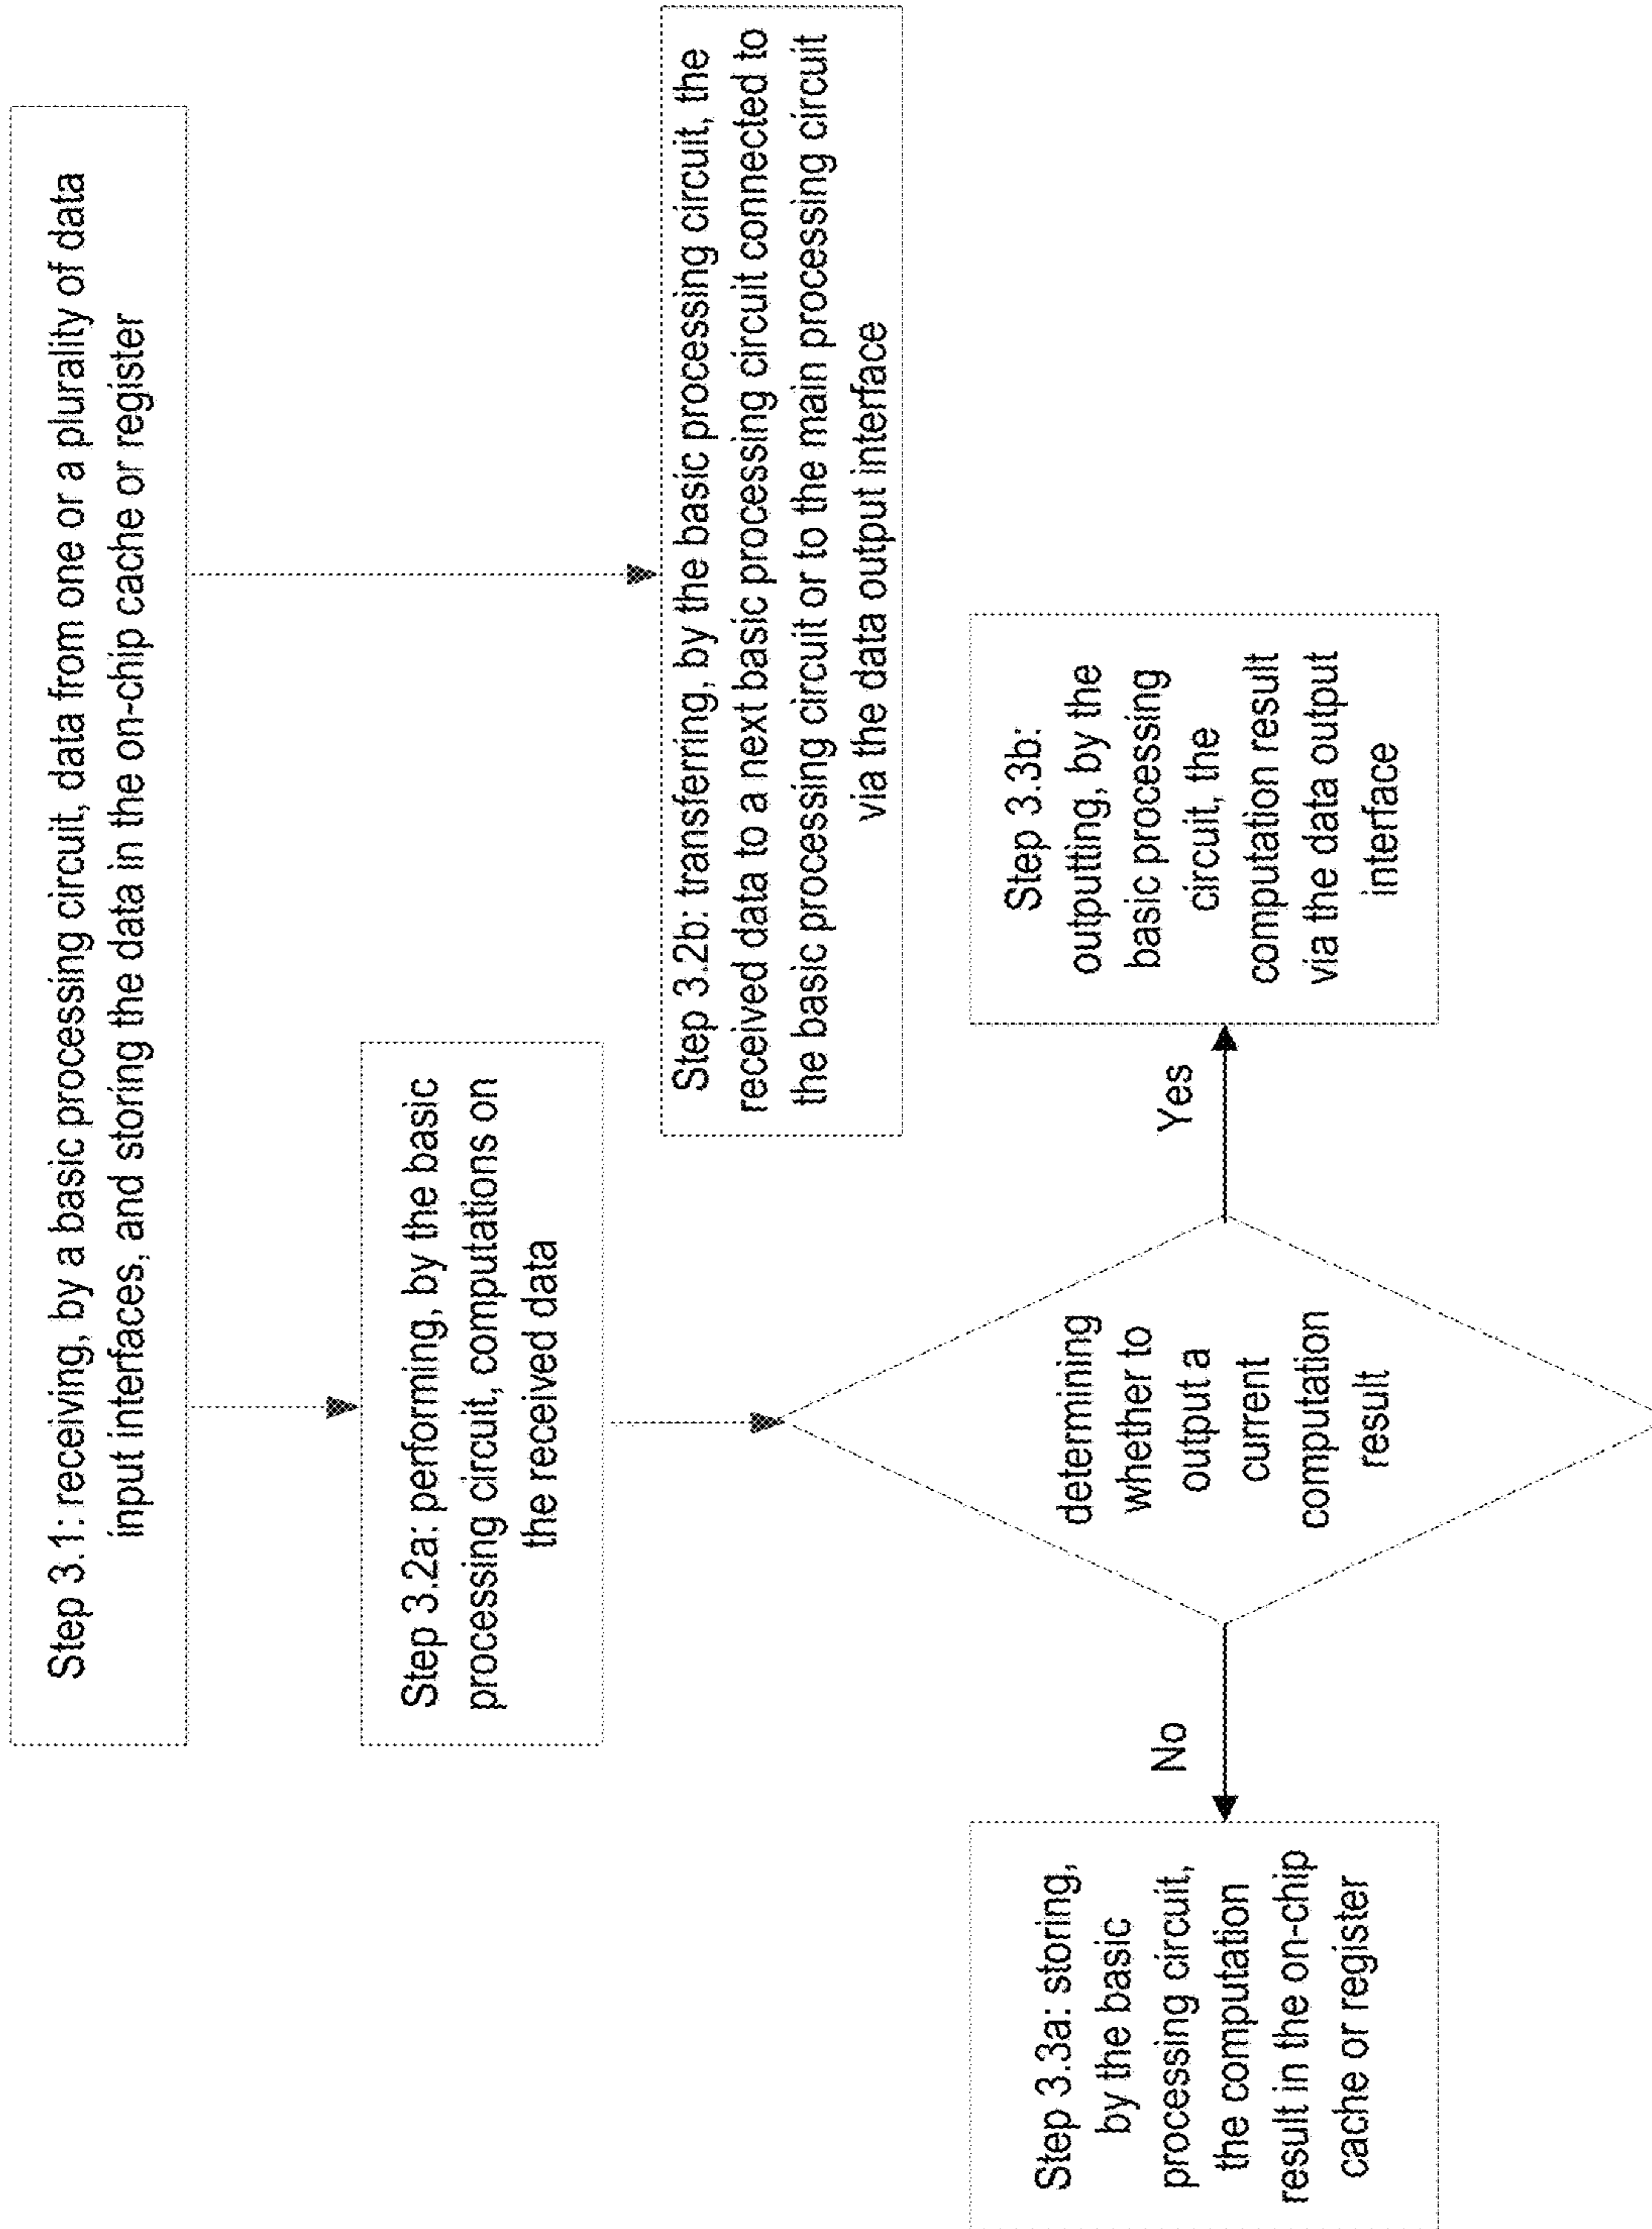 Step 3.1: receiving, by a basic processing circuit, data from one or a plurality of data
input interfaces, and storing the data in the on-chip cache or register
Step 3.2a: performing, by the basic
processing circuit, computations on
the received data
Step 3.2b: transferring, by the basic processing circuit, the
received data to a next basic processing circuit connected to
the basic processing circuit or to the main processing circuit
via the data output interface
determining
whether to
output a
current
computation
result
No
Yes
Step 3.3a: storing,
by the basic
processing circuit,
the computation
result in the on-chip
cache or register
Step 3.3b:
outputting, by the
basic processing
circuit, the
computation result
via the data output
interface